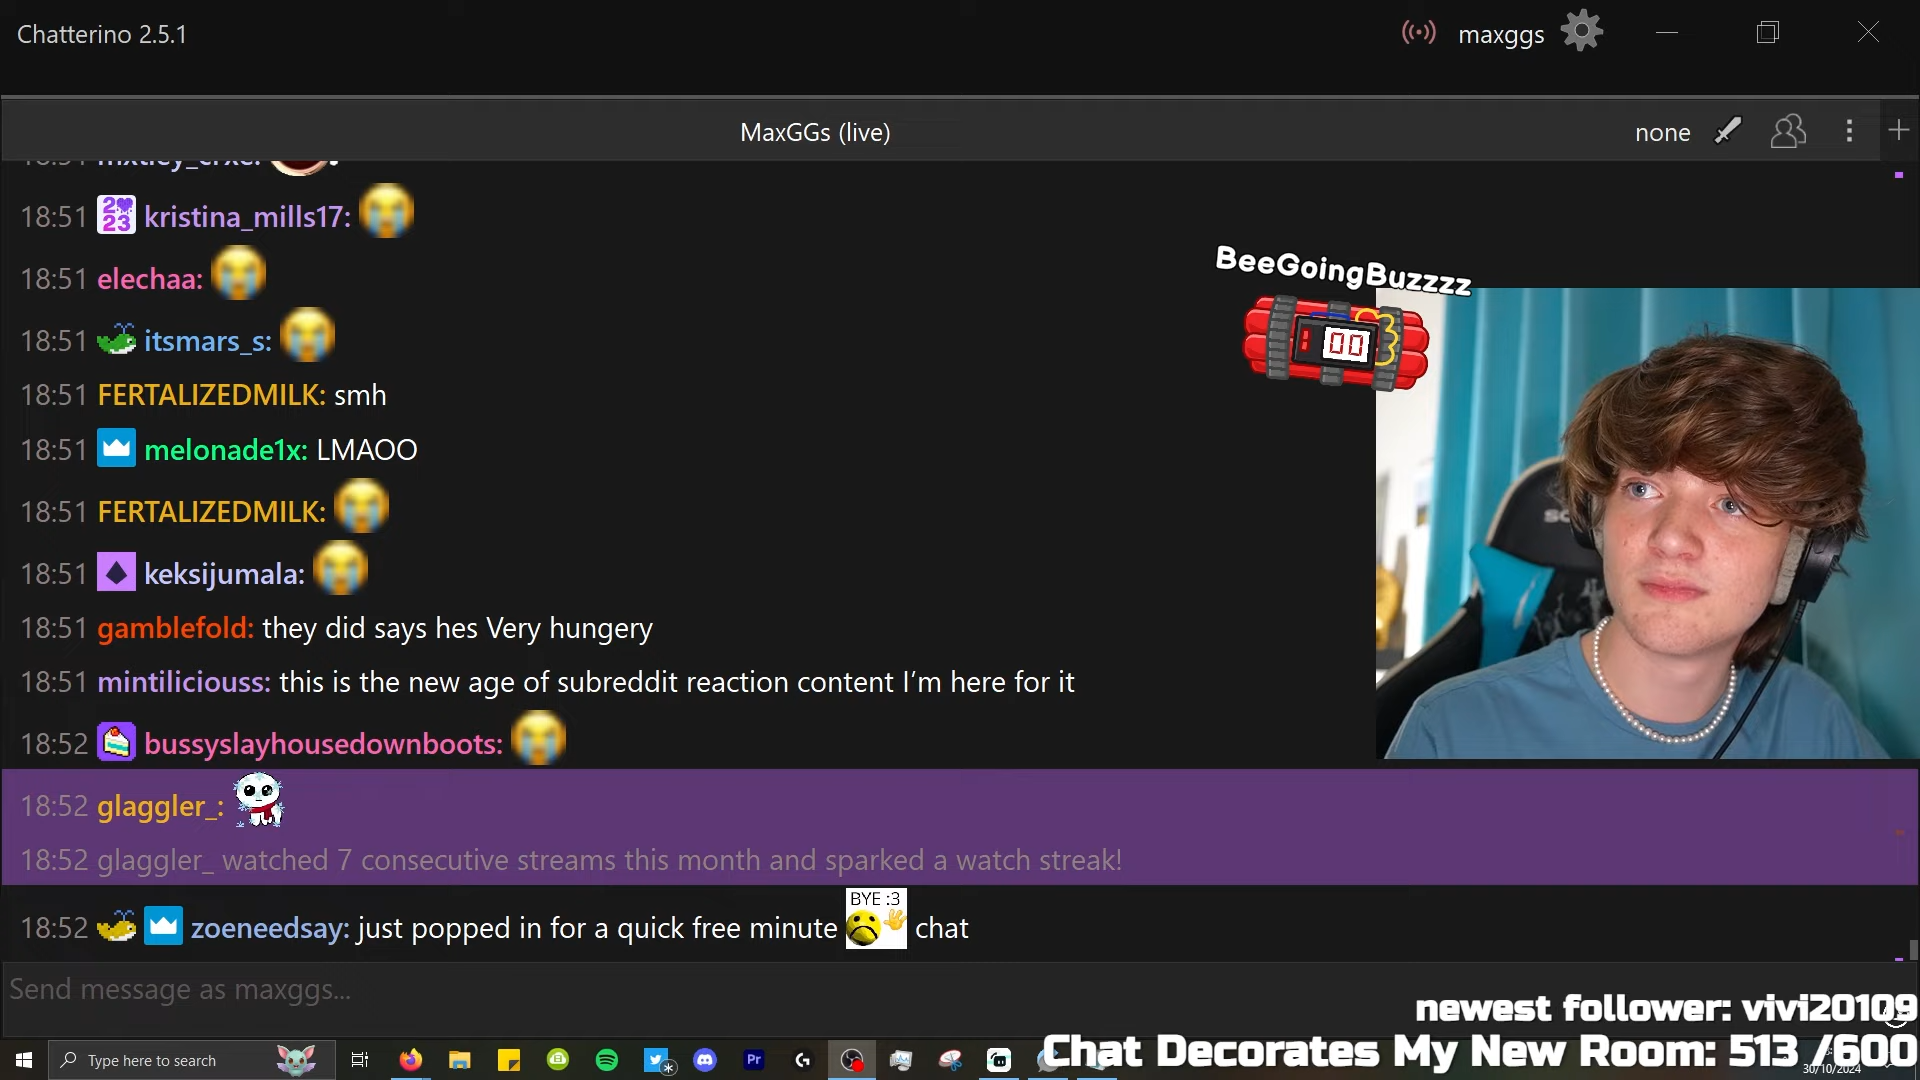 Chatterino 2.5.1
maxggs
MaxGGs (live)
none
18:51 kristina_mills17:
18:51 elechaa:
18:51 itsmars_s:
18:51 FERTALIZEDMILK: smh
18:51 melonade1x: LMAOO
18:51 FERTALIZEDMILK:
18:51 keksijumala:
18:51 gamblefold: they did says hes Very hungery
18:51 mintiliciouss: this is the new age of subreddit reaction content I'm here for it
18:52 bussyslayhousedownboots:
18:52 glaggler_:
18:52 glaggler_ watched 7 consecutive streams this month and sparked a watch streak!
18:52 zoeneedsay: just popped in for a quick free minute BYE :3 chat
BeeGoingBuzzzz
00
Send message as maxggs...
newest follower: vivi20109
Chat Decorates My New Room: 513 /600
Type here to search
Pr
30/10/2024